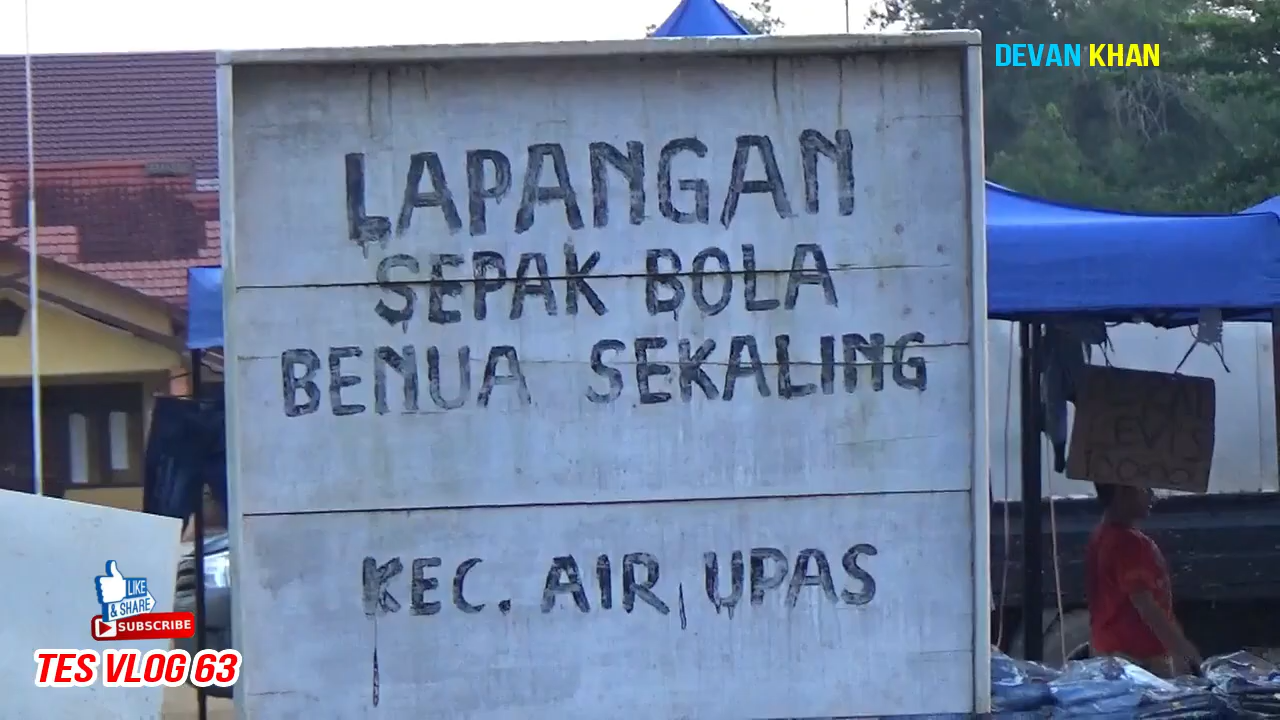 DEVAN KHAN
LAPANGAN
SEPAK BOLA
BENUA SEKALING
KEC. AIR UPAS
LIKE
& SHARE
SUBSCRIBE
TES VLOG 63